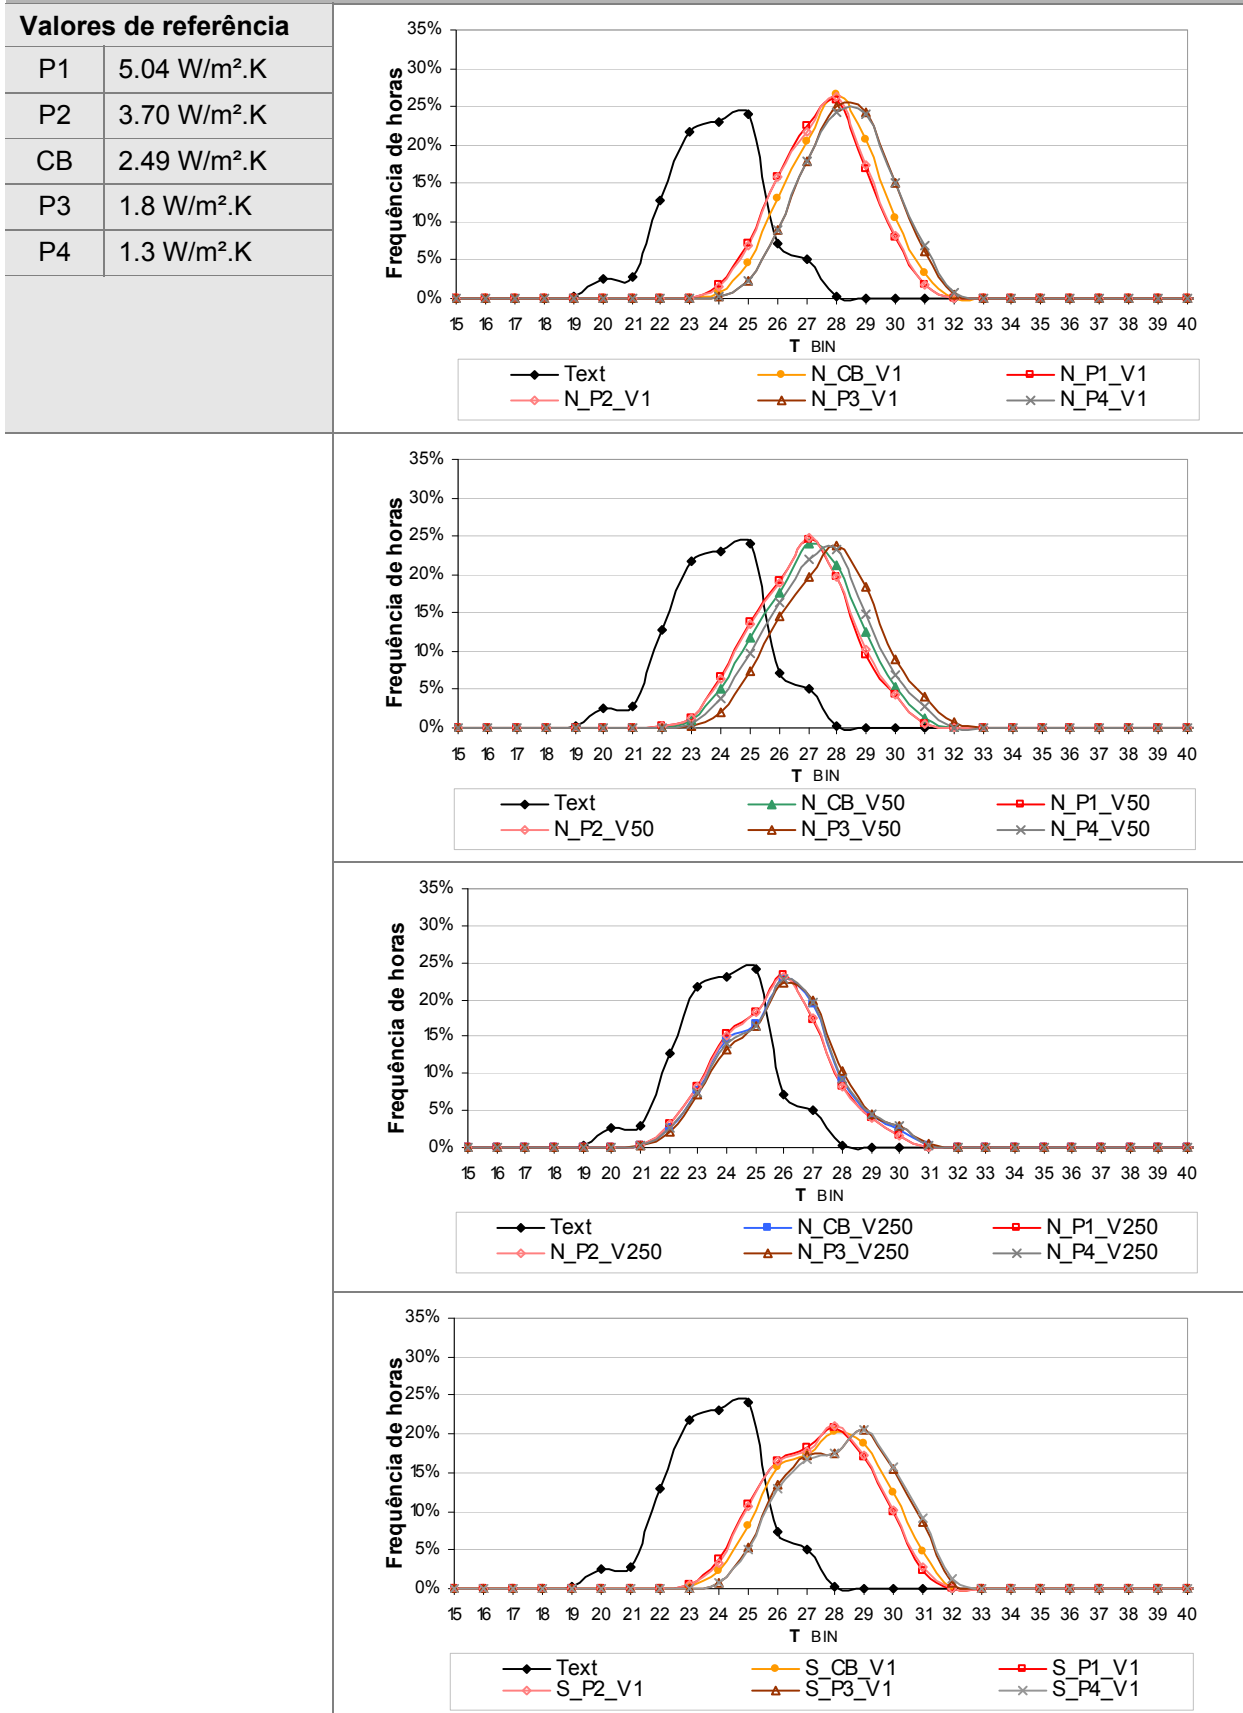 Valores de referência
P1 5.04 W/m².K
P2 3.70 W/m².K
CB 2.49 W/m².K
P3 1.8 W/m².K
P4 1.3 W/m².K
Frequência de horas
35%
30%
25%
20%
15%
10%
5%
0%
15 16 17 18 19 20 21 22 23 24 25 26 27 28 29 30 31 32 33 34 35 36 37 38 39 40
T BIN
Text N_CB_V1 N_P1_V1
N_P2_V1 N_P3_V1 N_P4_V1
Frequência de horas
35%
30%
25%
20%
15%
10%
5%
0%
15 16 17 18 19 20 21 22 23 24 25 26 27 28 29 30 31 32 33 34 35 36 37 38 39 40
T BIN
Text N_CB_V50 N_P1_V50
N_P2_V50 N_P3_V50 N_P4_V50
Frequência de horas
35%
30%
25%
20%
15%
10%
5%
0%
15 16 17 18 19 20 21 22 23 24 25 26 27 28 29 30 31 32 33 34 35 36 37 38 39 40
T BIN
Text N_CB_V250 N_P1_V250
N_P2_V250 N_P3_V250 N_P4_V250
Frequência de horas
35%
30%
25%
20%
15%
10%
5%
0%
15 16 17 18 19 20 21 22 23 24 25 26 27 28 29 30 31 32 33 34 35 36 37 38 39 40
T BIN
Text S_CB_V1 S_P1_V1
S_P2_V1 S_P3_V1 S_P4_V1